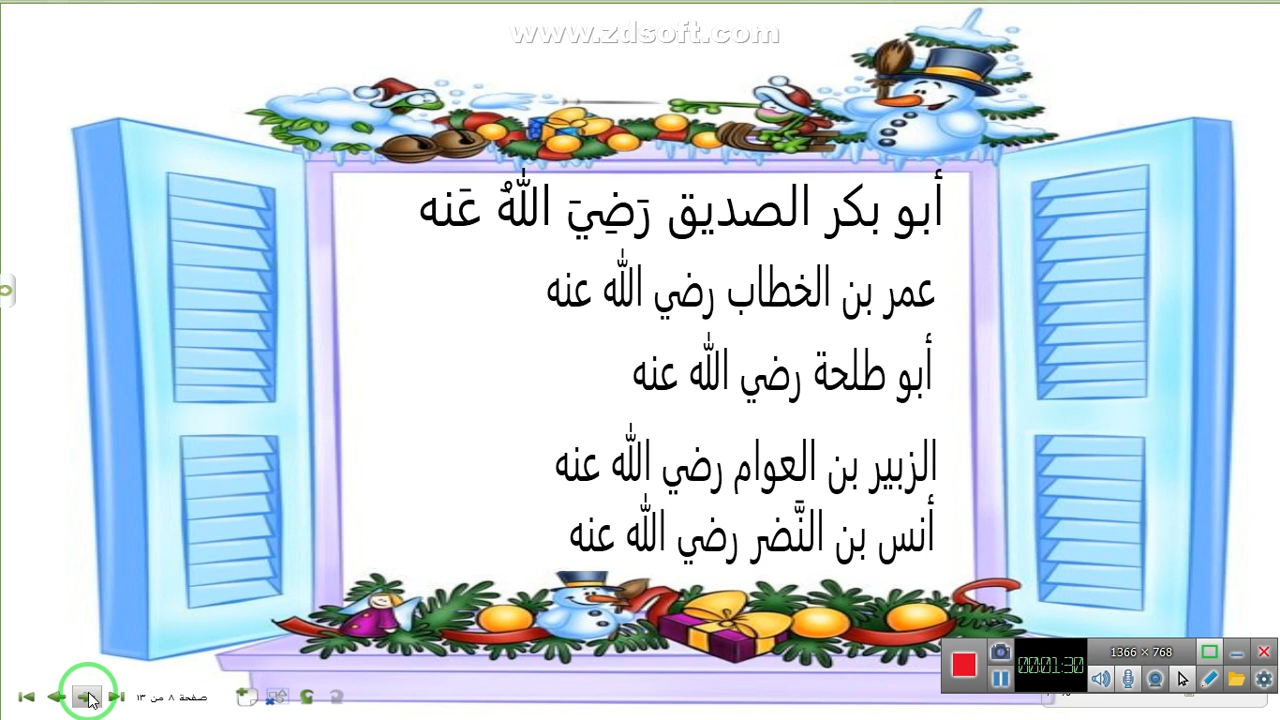 www.zdsoft.com
أبو بكر الصديق رَضِيَ اللهُ عَنه
عمر بن الخطاب رضي الله عنه
أبو طلحة رضي الله عنه
الزبير بن العوام رضي الله عنه
أنس بن النَّضر رضي الله عنه
1366 × 768
00:01:30
صفحة ٨ من ١٣